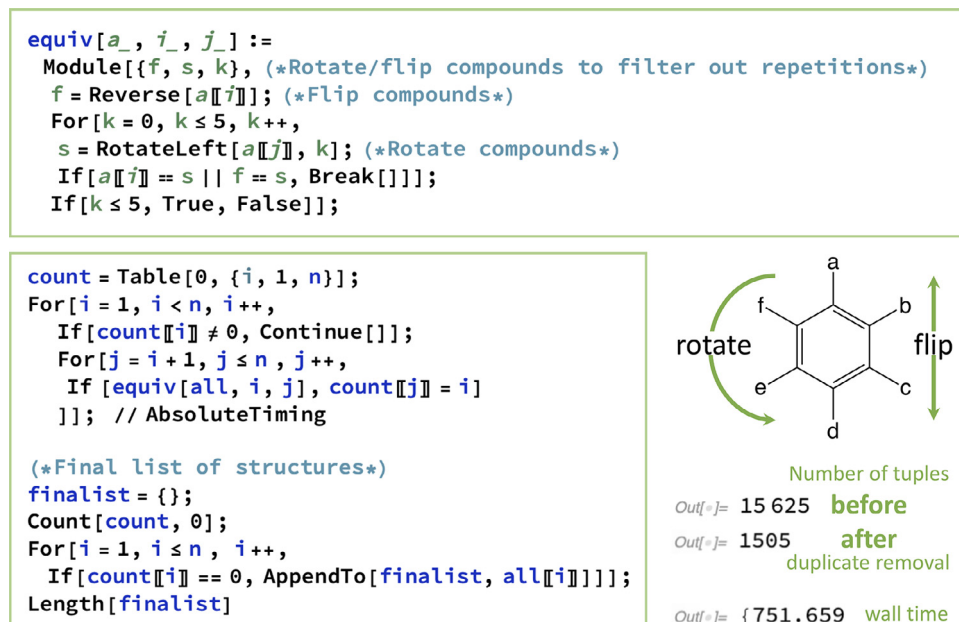 equiv[a_, i_, j_] :=
Module[{f, s, k}, (*Rotate/flip compounds to filter out repetitions*)
f = Reverse[a〚i〛]; (*Flip compounds*)
For[k = 0, k ≤ 5, k++,
s = RotateLeft[a〚j〛, k]; (*Rotate compounds*)
If[a〚i〛 == s || f == s, Break[]]];
If[k ≤ 5, True, False]];
count = Table[0, {i, 1, n}];
For[i = 1, i < n, i++,
If[count〚i〛 ≠ 0, Continue[]];
For[j = i + 1, j ≤ n , j++,
If [equiv[all, i, j], count〚j〛 = i]
]]; // AbsoluteTiming
(*Final list of structures*)
finalist = {};
Count[count, 0];
For[i = 1, i ≤ n , i++,
If[count〚i〛 == 0, AppendTo[finalist, all〚i〛]]];
Length[finalist]
a
f
b
rotate
flip
e
c
d
Number of tuples
Out[•]= 15 625 before
Out[•]= 1505 after
duplicate removal
Out[•]= {751.659 wall time